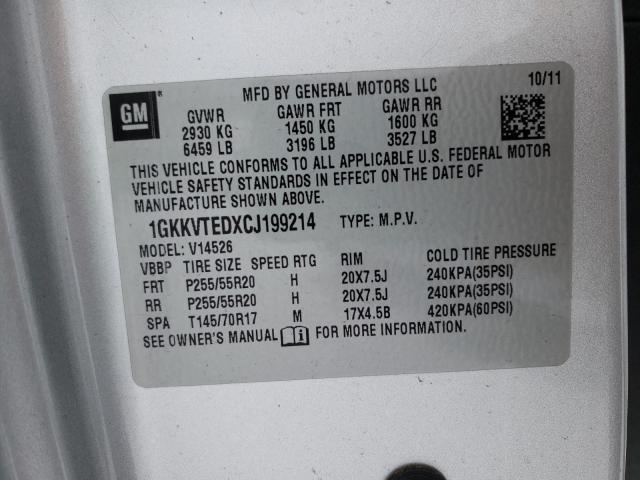 GM ®
MFD BY GENERAL MOTORS LLC 10/11
GVWR GAWR FRT GAWR RR
2930 KG 1450 KG 1600 KG
6459 LB 3196 LB 3527 LB
THIS VEHICLE CONFORMS TO ALL APPLICABLE U.S. FEDERAL MOTOR
VEHICLE SAFETY STANDARDS IN EFFECT ON THE DATE OF
MANUFACTURE SHOWN ABOVE.
1GKKVTEDXCJ199214 TYPE: M.P.V.
MODEL: V14526
VBBP TIRE SIZE SPEED RTG RIM COLD TIRE PRESSURE
FRT P255/55R20 H 20X7.5J 240KPA(35PSI)
RR P255/55R20 H 20X7.5J 240KPA(35PSI)
SPA T145/70R17 M 17X4.5B 420KPA(60PSI)
SEE OWNER'S MANUAL FOR MORE INFORMATION.